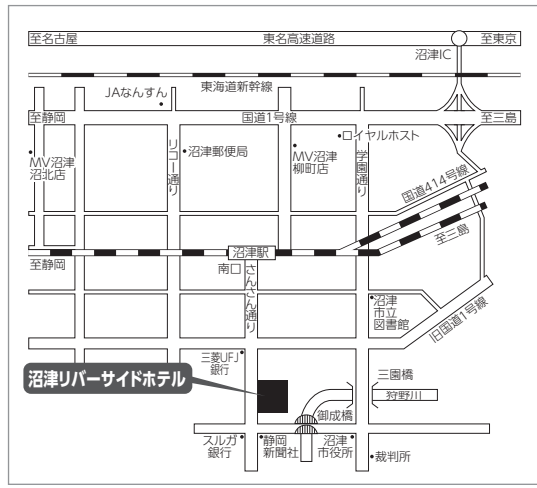 至名古屋
東名高速道路
至東京
沼津IC
東海道新幹線
JAなんすん
至静岡
国道1号線
至三島
MV沼津
沼北店
リコー通り
沼津郵便局
MV沼津
柳町店
ロイヤルホスト
学園通り
国道414号線
沼津駅
至静岡
南口
さんさん通り
至三島
沼津
市立
図書館
旧国道1号線
三菱UFJ
銀行
沼津リバーサイドホテル
三園橋
狩野川
御成橋
スルガ
銀行
静岡
新聞社
沼津
市役所
裁判所